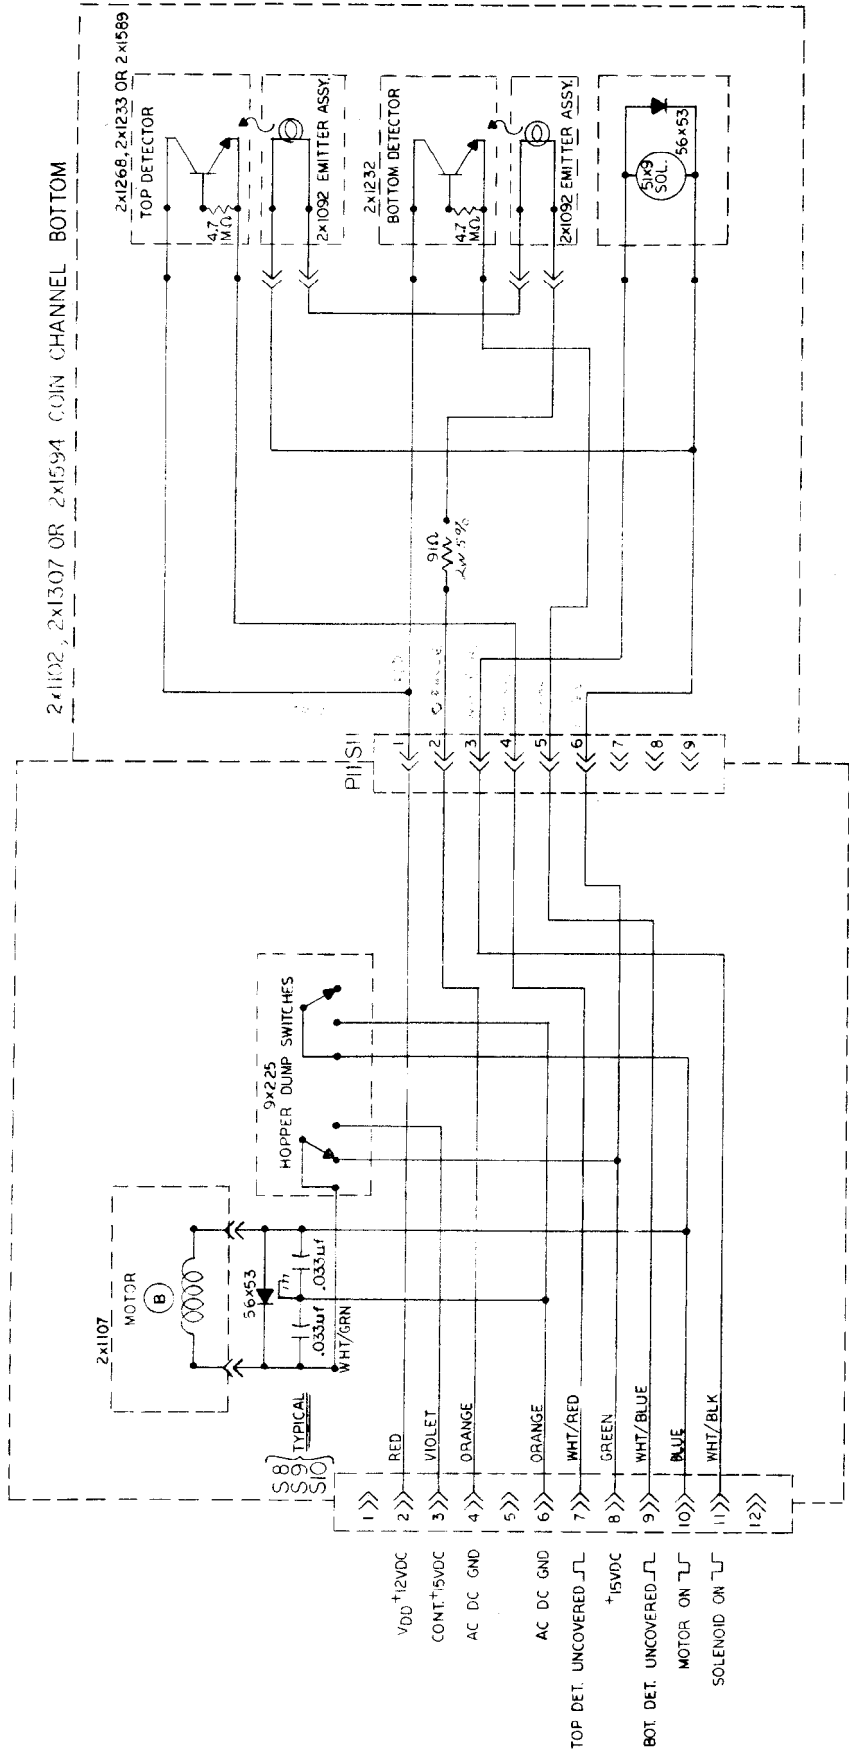 2x1102, 2x1307 OR 2x1594 COIN CHANNEL BOTTOM
2x1268, 2x1233 OR 2x1589
TOP DETECTOR
4.7
MΩ
2x1092 EMITTER ASSY.
2x1232
BOTTOM DETECTOR
4.7
MΩ
2x1092 EMITTER ASSY.
51x9
SOL.
56x53
91Ω
2W 5%
RED
ORANGE
P11 S11
1
2
3
4
5
6
7
8
9
9x225
HOPPER DUMP SWITCHES
2x1107
MOTOR
B
56x53
.033uf
.033uf
WHT/GRN
S8
S9
S10
TYPICAL
RED
VIOLET
ORANGE
ORANGE
WHT/RED
GREEN
WHT/BLUE
BLUE
WHT/BLK
1
2
3
4
5
6
7
8
9
10
11
12
VDD +12VDC
CONT. +15VDC
AC DC GND
AC DC GND
TOP DET. UNCOVERED
+15VDC
BOT. DET. UNCOVERED
MOTOR ON
SOLENOID ON